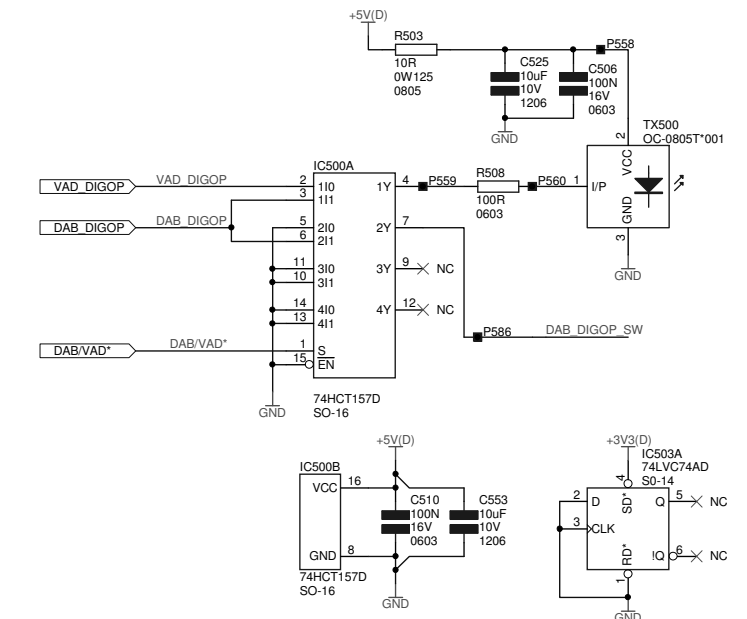 +5V(D)
R503
10R
0W125
0805
C525
10uF
10V
1206
C506
100N
16V
0603
P558
GND
TX500
OC-0805T*001
2
VCC
1
I/P
GND
3
GND
IC500A
VAD_DIGOP
VAD_DIGOP
2
1I0
3
1I1
1Y
4
P559
R508
100R
0603
P560
DAB_DIGOP
DAB_DIGOP
5
2I0
6
2I1
2Y
7
11
3I0
10
3I1
3Y
9
NC
14
4I0
13
4I1
4Y
12
NC
P586
DAB_DIGOP_SW
DAB/VAD*
DAB/VAD*
1
S
15
EN
GND
74HCT157D
SO-16
+5V(D)
IC500B
VCC
16
C510
100N
16V
0603
C553
10uF
10V
1206
GND
8
74HCT157D
SO-16
GND
+3V3(D)
IC503A
74LVC74AD
S0-14
4
SD*
2
D
Q
5
NC
3
CLK
!Q
6
NC
RD*
1
GND